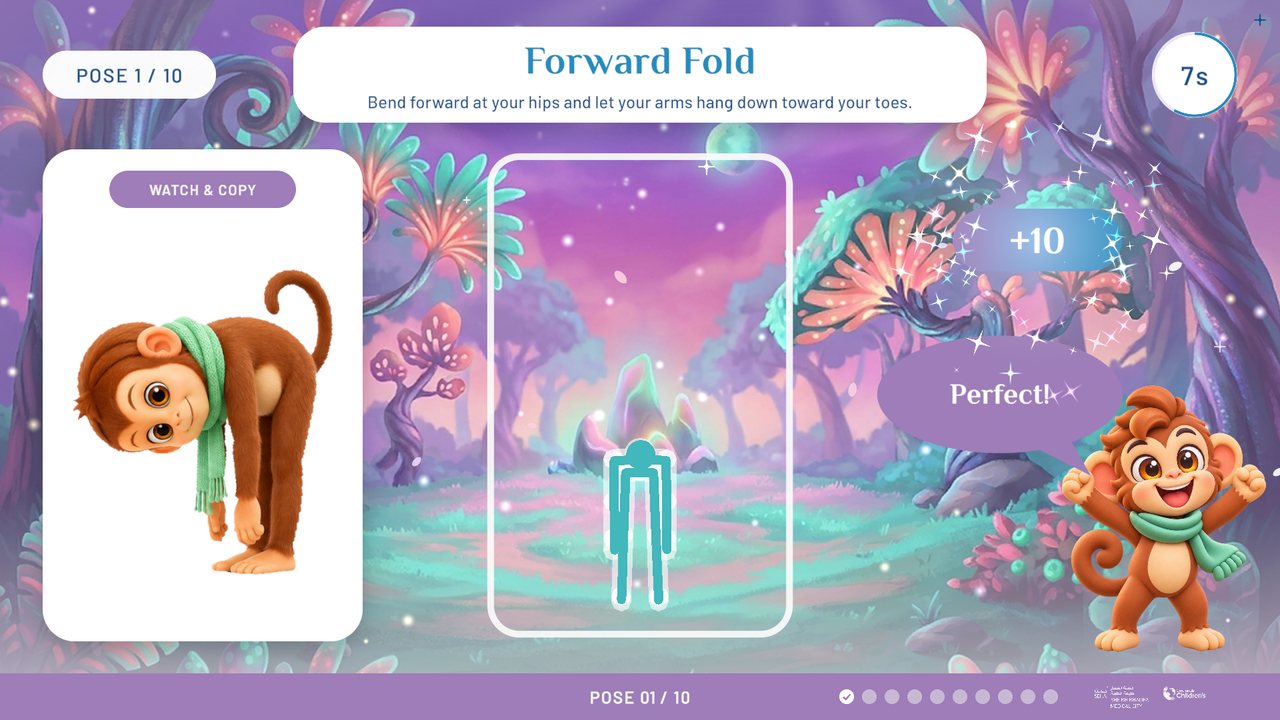 POSE 1 / 10
Forward Fold
Bend forward at your hips and let your arms hang down toward your toes.
7s
WATCH & COPY
+10
Perfect!
POSE 01 / 10
Children's